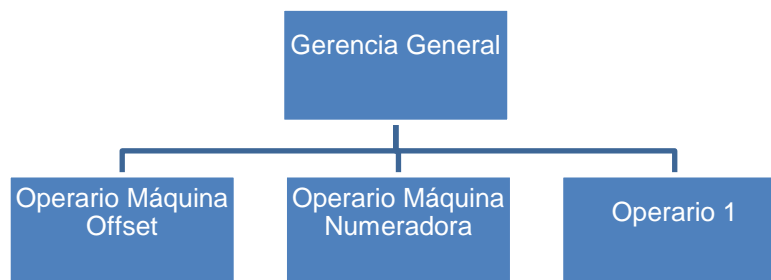 Gerencia General
Operario Máquina
Offset
Operario Máquina
Numeradora
Operario 1